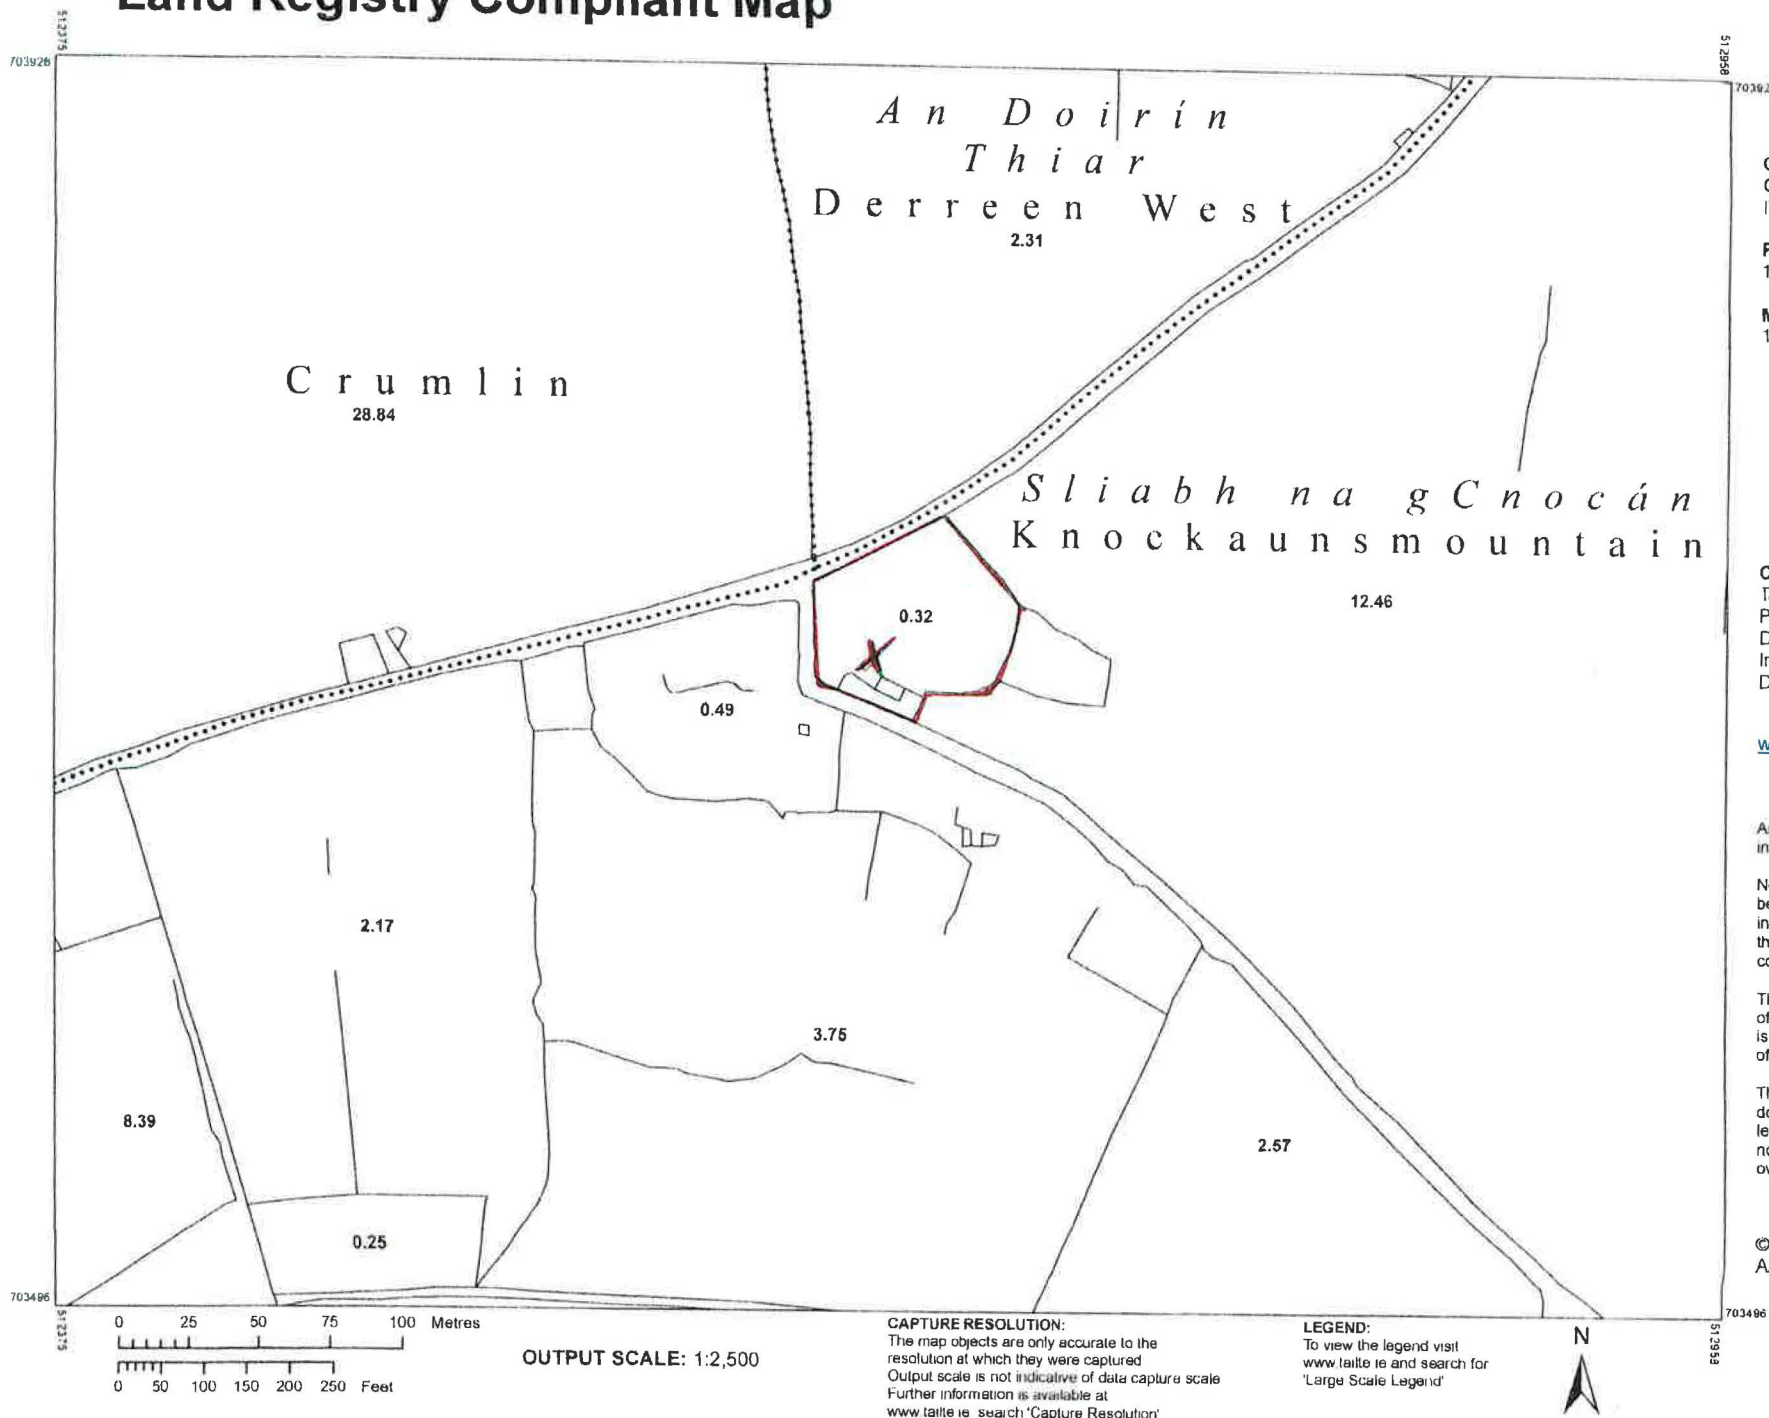 Land Registry Compliant Map
512375
703928
512958
An Doirín
Thiar
Derreen West
2.31
Crumlin
28.84
Sliabh na gCnocán
Knockaunsmountain
12.46
0.32
0.49
2.17
3.75
8.39
2.57
0.25
703496
703496
512375
512958
0 25 50 75 100 Metres
0 50 100 150 200 250 Feet
OUTPUT SCALE: 1:2,500
CAPTURE RESOLUTION:
The map objects are only accurate to the
resolution at which they were captured
Output scale is not indicative of data capture scale
Further information is available at
www.tailte.ie search 'Capture Resolution'
LEGEND:
To view the legend visit
www.tailte.ie and search for
'Large Scale Legend'
N